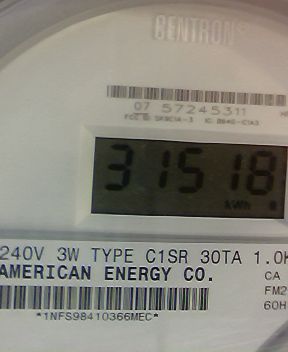 CENTRON®
07 57245311
31518
kWh
240V 3W TYPE C1SR 30TA 1.0K
AMERICAN ENERGY CO.
CA
FM2
60H
*1NFS98410366MEC*